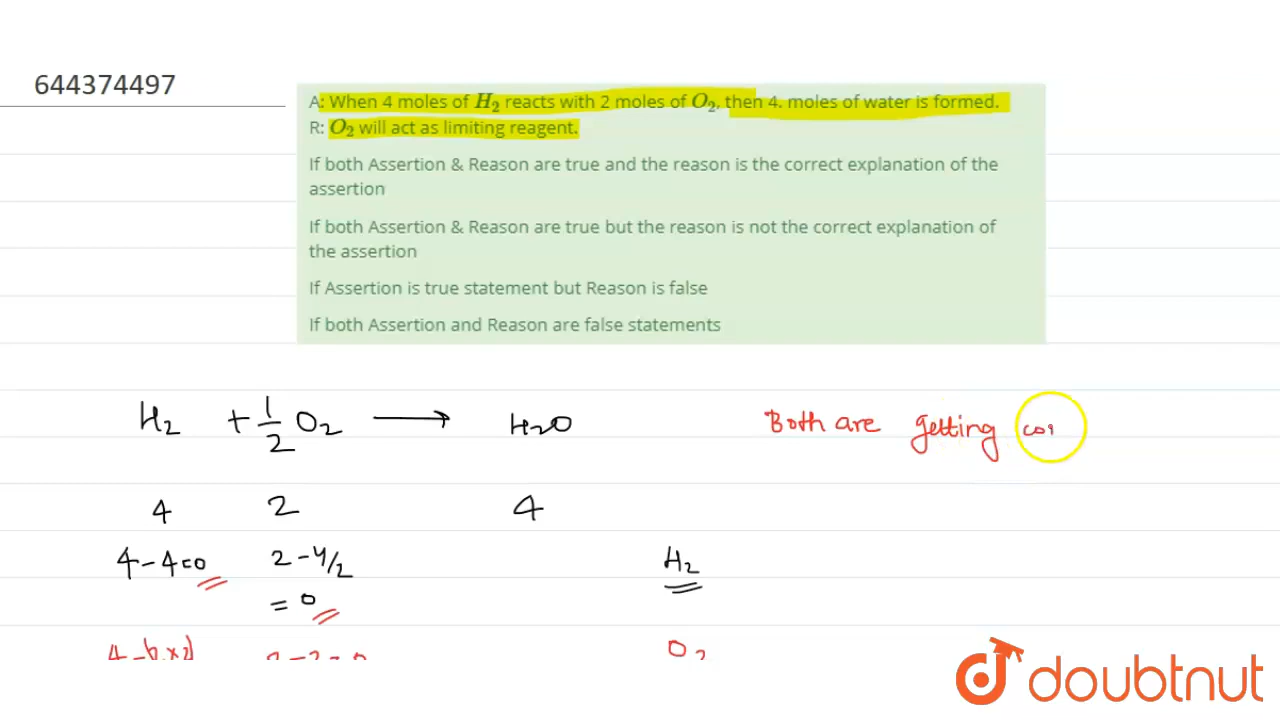 644374497
A: When 4 moles of H₂ reacts with 2 moles of O₂, then 4. moles of water is formed.
R: O₂ will act as limiting reagent.
If both Assertion & Reason are true and the reason is the correct explanation of the
assertion
If both Assertion & Reason are true but the reason is not the correct explanation of
the assertion
If Assertion is true statement but Reason is false
If both Assertion and Reason are false statements
H₂ + 1/2 O₂ → H₂O
Both are getting
4 2 4
4-4=0 2-4/2 H₂
= 0
O₂
doubtnut